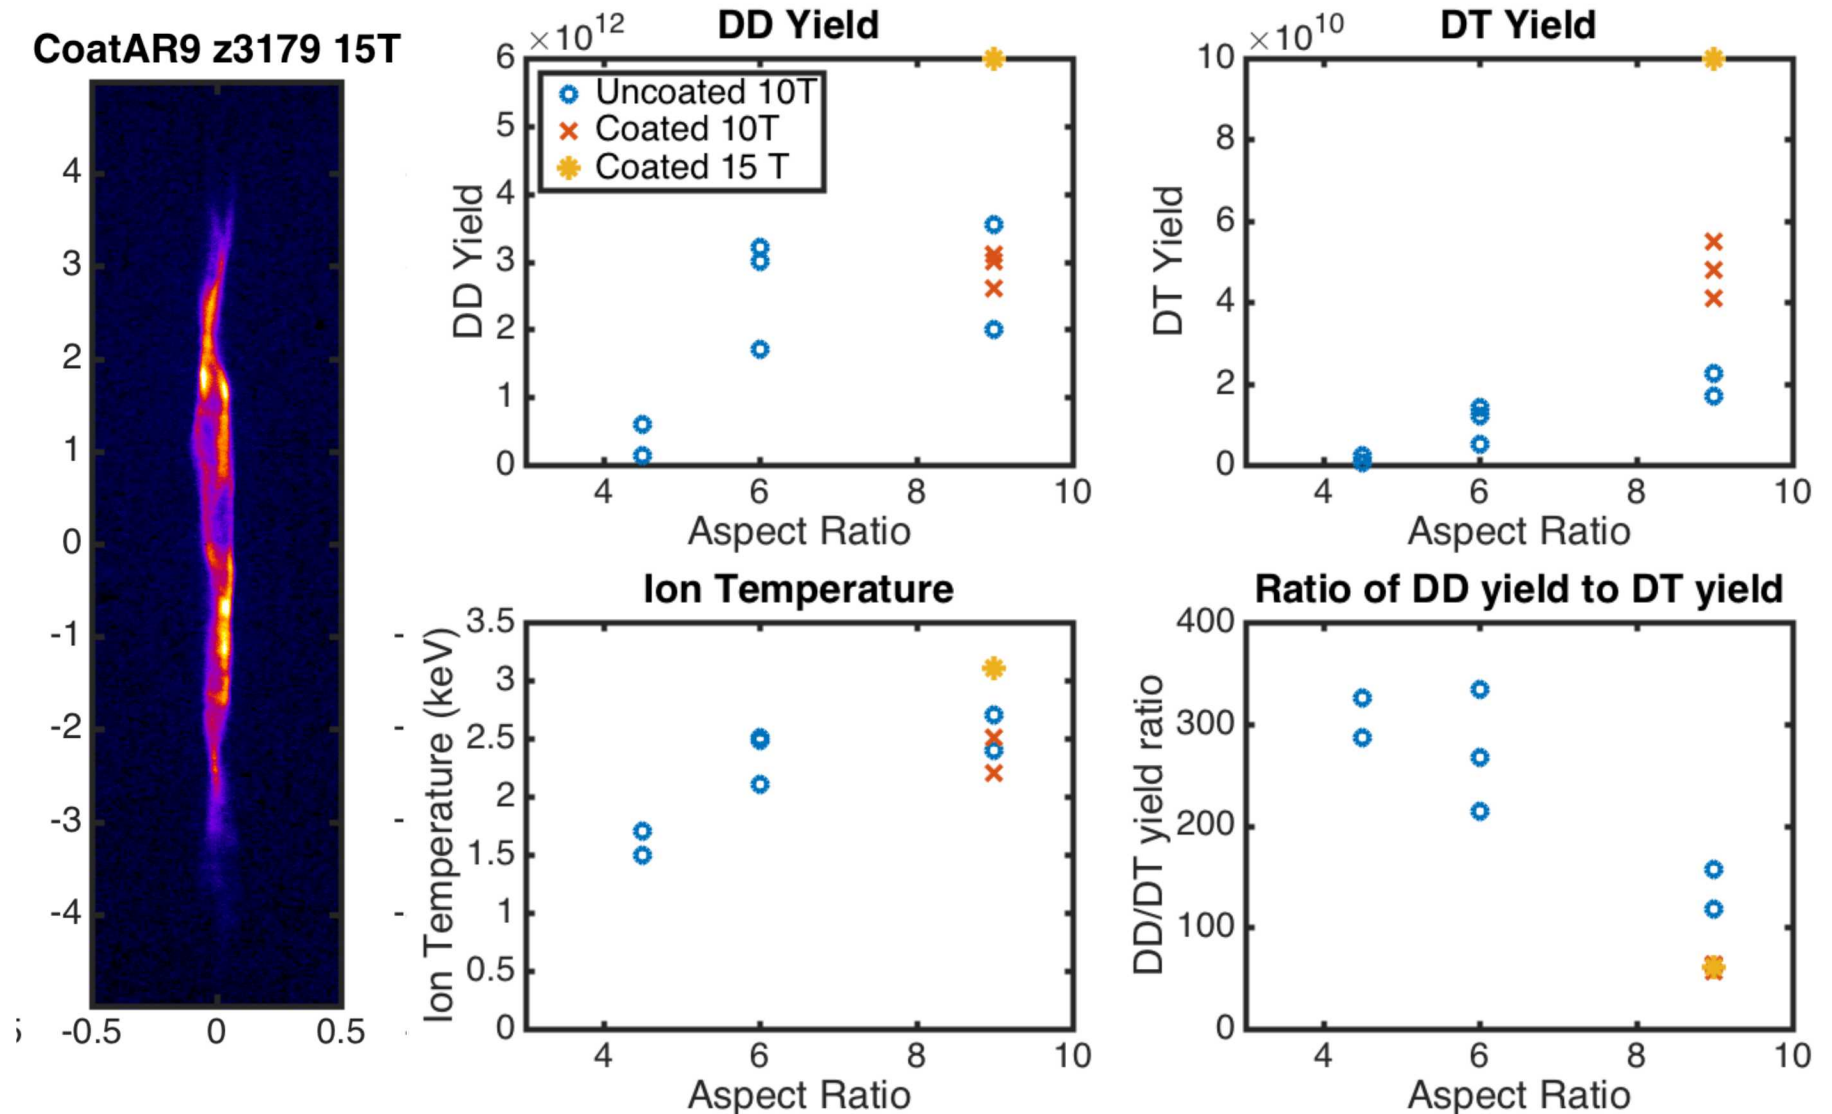 CoatAR9 z3179 15T
4
3
2
1
0
-1
-2
-3
-4
-0.5 0 0.5
-
-
-
-
×10^12
DD Yield
6
5
4
3
2
1
0
DD Yield
Uncoated 10T
Coated 10T
Coated 15 T
4 6 8 10
Aspect Ratio
×10^10
DT Yield
10
8
6
4
2
0
DT Yield
4 6 8 10
Aspect Ratio
Ion Temperature
3.5
3
2.5
2
1.5
1
0.5
0
Ion Temperature (keV)
4 6 8 10
Aspect Ratio
Ratio of DD yield to DT yield
400
300
200
100
0
DD/DT yield ratio
4 6 8 10
Aspect Ratio